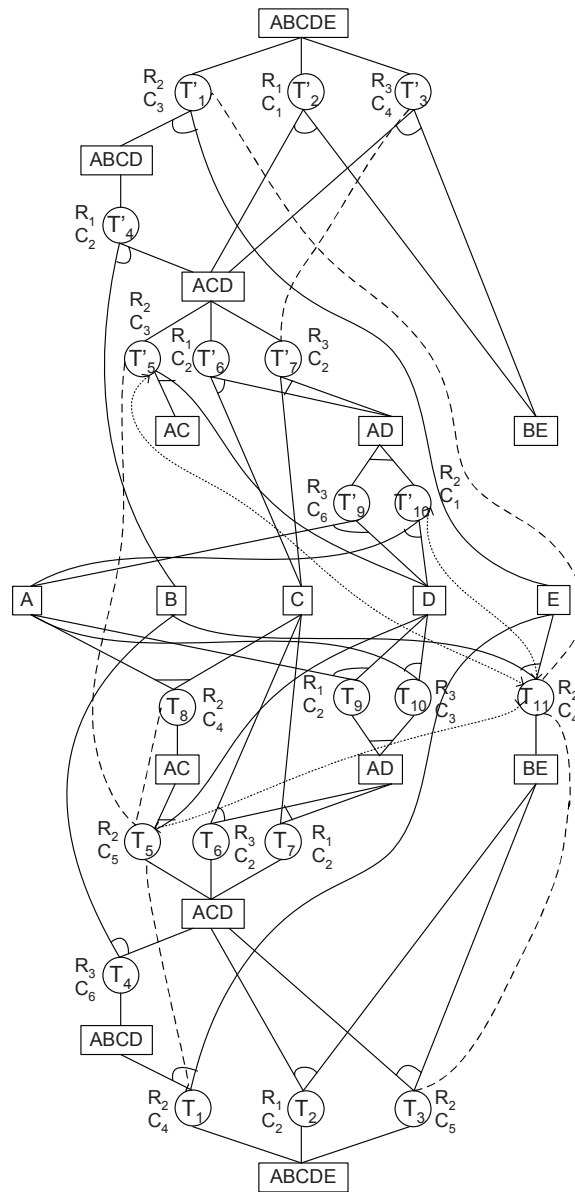 ABCDE
R2 C3 T'1
R1 C1 T'2
R3 C4 T'3
ABCD
R1 C2 T'4
ACD
R2 C3 T'5
R1 C2 T'6
T'7 R3 C2
AC
AD
BE
R3 C6 T'9
T'10 R2 C1
A
B
C
D
E
T8 R2 C4
R1 C2 T9
T10 R3 C3
T11 R2 C4
AC
AD
BE
R2 C5 T5
T6 R3 C2
T7 R1 C2
ACD
R3 C6 T4
ABCD
R2 C4 T1
R1 C2 T2
T3 R2 C5
ABCDE